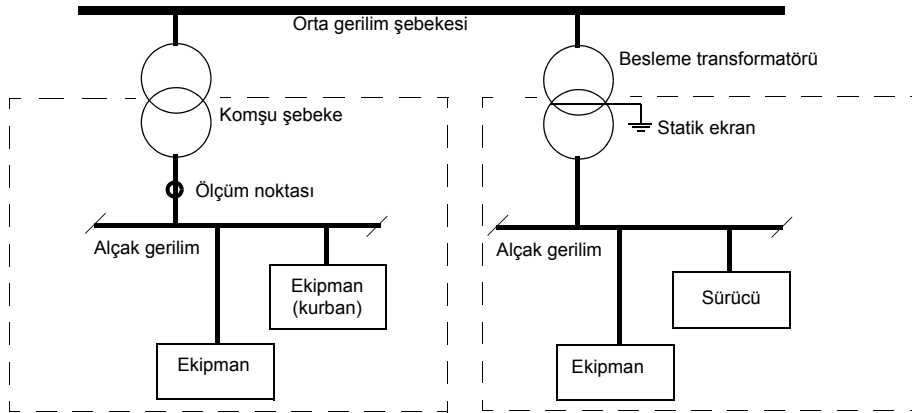 Orta gerilim şebekesi
Besleme transformatörü
Komşu şebeke
Statik ekran
Ölçüm noktası
Alçak gerilim
Alçak gerilim
Ekipman
(kurban)
Sürücü
Ekipman
Ekipman